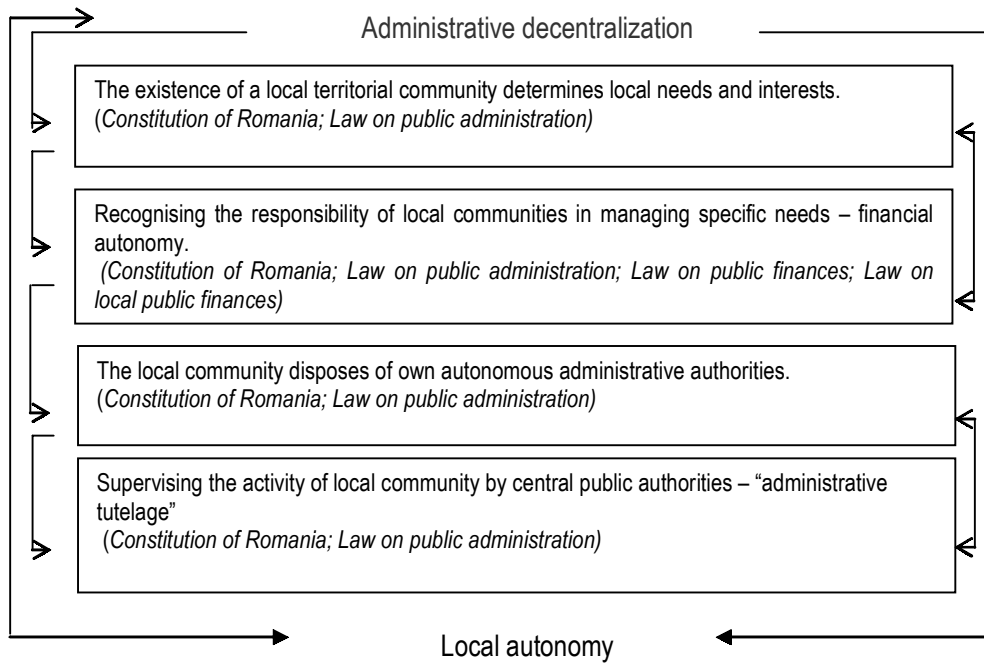 Administrative decentralization
The existence of a local territorial community determines local needs and interests.
(Constitution of Romania; Law on public administration)
Recognising the responsibility of local communities in managing specific needs – financial
autonomy.
(Constitution of Romania; Law on public administration; Law on public finances; Law on
local public finances)
The local community disposes of own autonomous administrative authorities.
(Constitution of Romania; Law on public administration)
Supervising the activity of local community by central public authorities – “administrative
tutelage”
(Constitution of Romania; Law on public administration)
Local autonomy